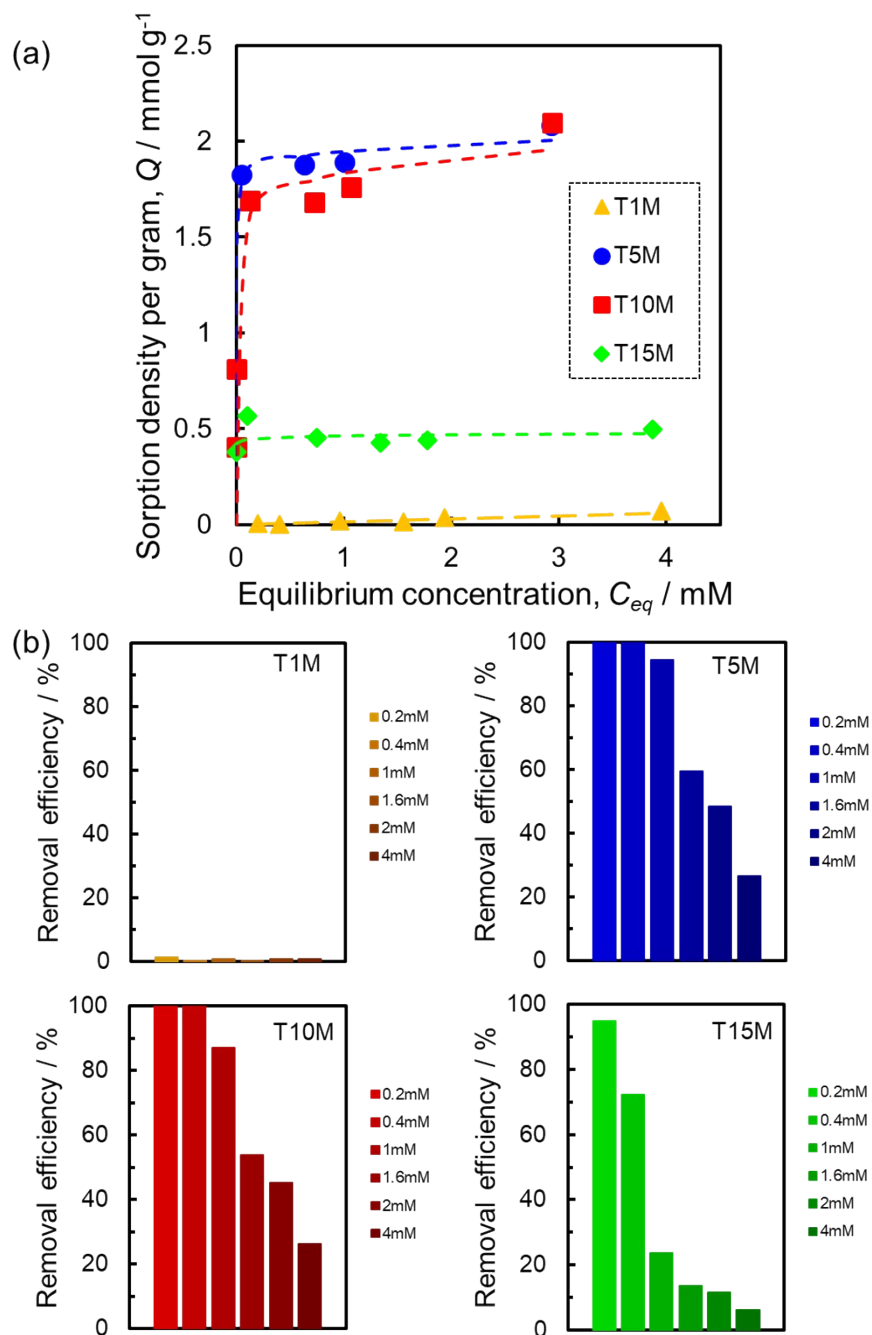 (a)
Sorption density per gram, Q / mmol g⁻¹
2.5
2
1.5
1
0.5
0
0
1
2
3
4
Equilibrium concentration, Ceq / mM
T1M
T5M
T10M
T15M
(b)
Removal efficiency / %
100
80
60
40
20
0
T1M
0.2mM
0.4mM
1mM
1.6mM
2mM
4mM
Removal efficiency / %
100
80
60
40
20
0
T5M
0.2mM
0.4mM
1mM
1.6mM
2mM
4mM
Removal efficiency / %
100
80
60
40
20
0
T10M
0.2mM
0.4mM
1mM
1.6mM
2mM
4mM
Removal efficiency / %
100
80
60
40
20
0
T15M
0.2mM
0.4mM
1mM
1.6mM
2mM
4mM